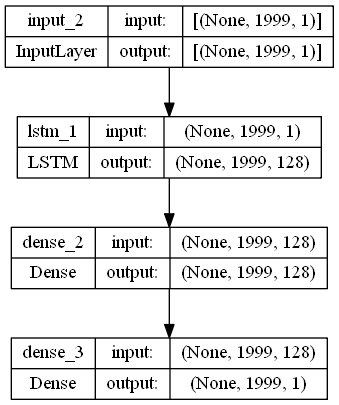 input_2 input: [(None, 1999, 1)]
InputLayer output: [(None, 1999, 1)]
lstm_1 input: (None, 1999, 1)
LSTM output: (None, 1999, 128)
dense_2 input: (None, 1999, 128)
Dense output: (None, 1999, 128)
dense_3 input: (None, 1999, 128)
Dense output: (None, 1999, 1)